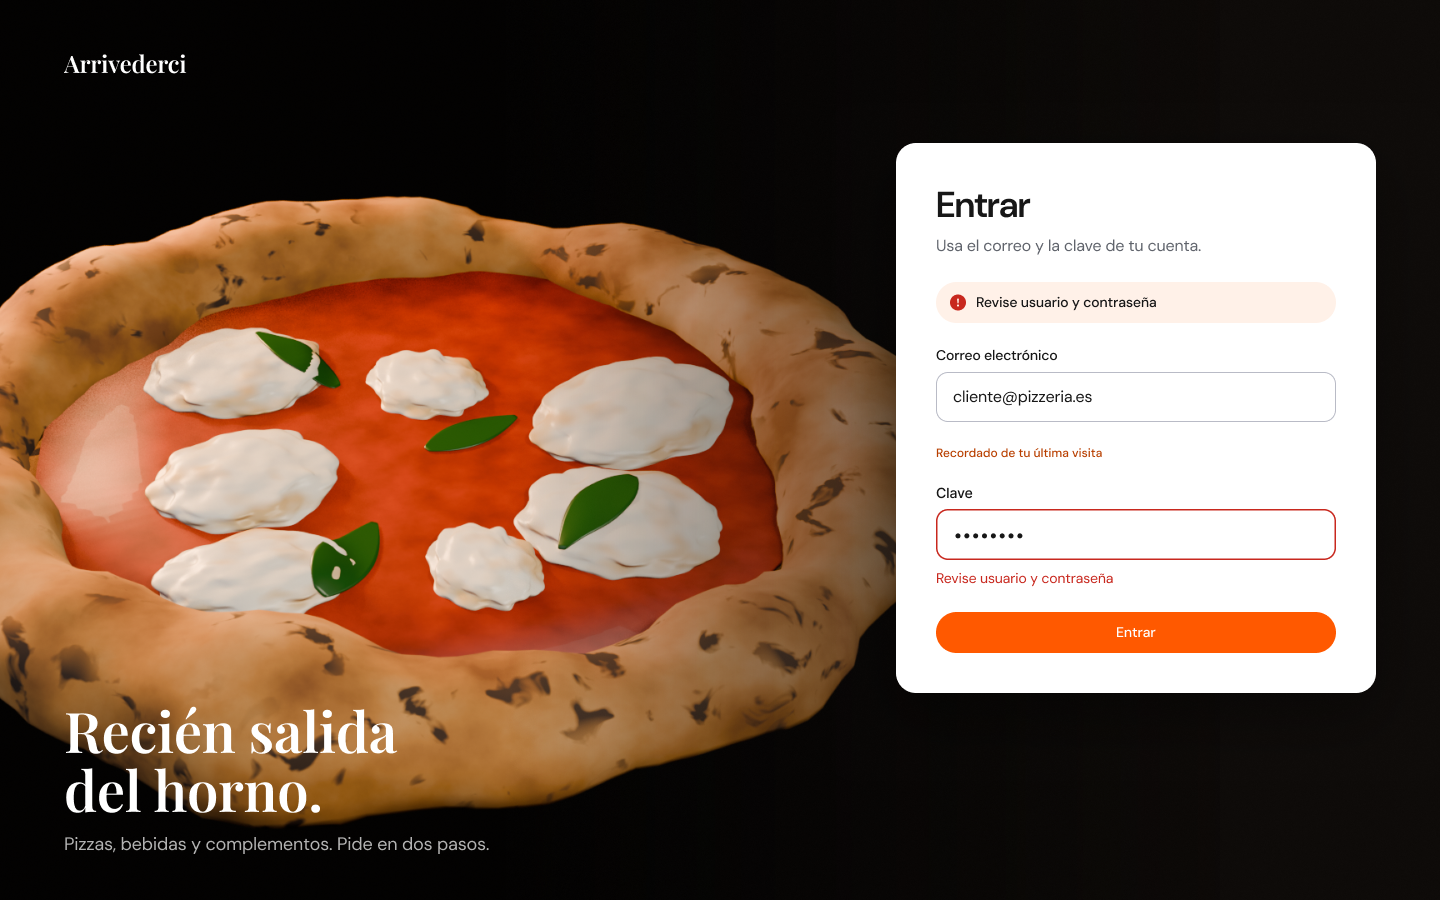 Arrivederci
Recién salida
del horno.
Pizzas, bebidas y complementos. Pide en dos pasos.
Entrar
Usa el correo y la clave de tu cuenta.
Revise usuario y contraseña
Correo electrónico
cliente@pizzeria.es
Recordado de tu última visita
Clave
••••••••
Revise usuario y contraseña
Entrar